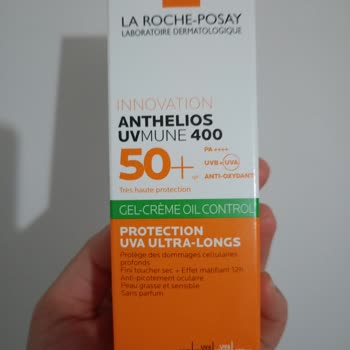 LA ROCHE-POSAY
LABORATOIRE DERMATOLOGIQUE
INNOVATION
ANTHELIOS
UVMUNE 400
50+
SPF
PA ++++
UVB + UVA
ANTI-OXYDANT
Très haute protection
GEL-CRÈME OIL CONTROL
PROTECTION
UVA ULTRA-LONGS
Protège des dommages cellulaires
profonds
Fini toucher sec + Effet matifiant 12h
Anti-picotement oculaire
Peau grasse et sensible
Sans parfum